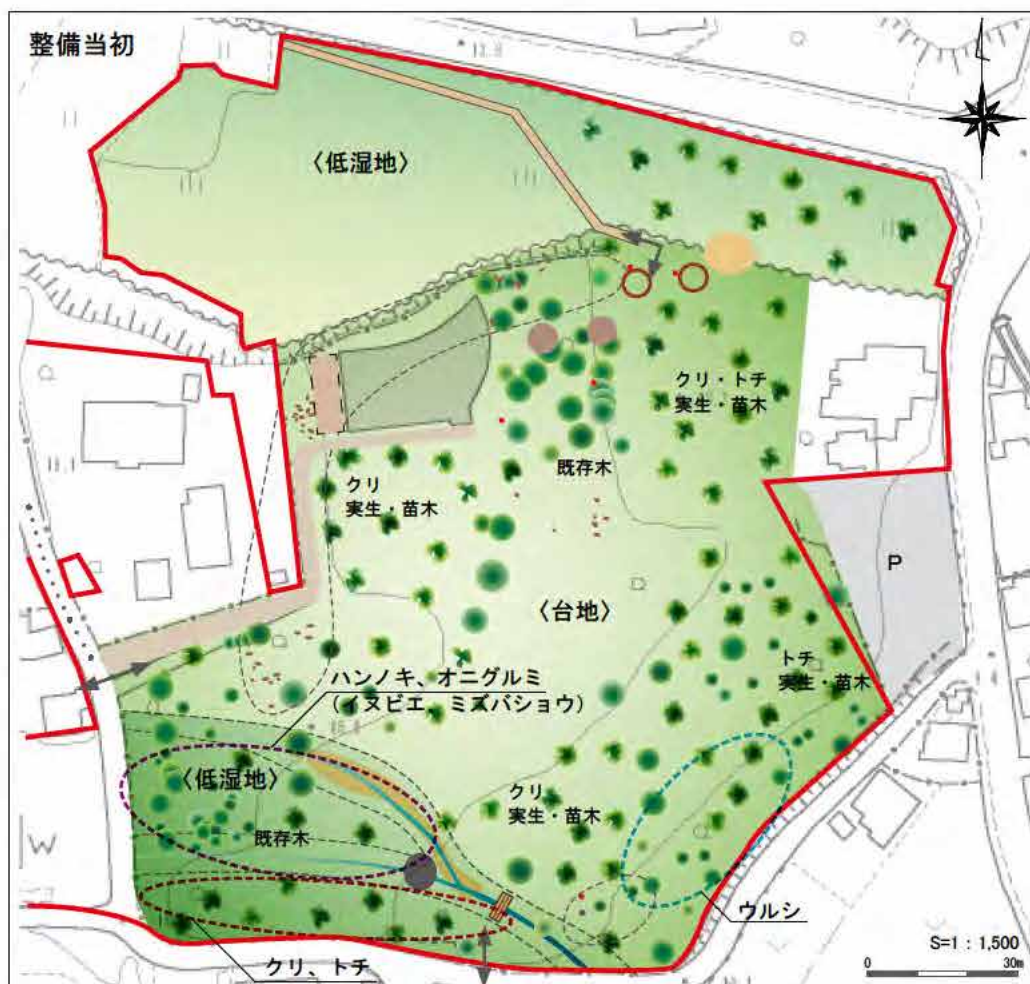 整備当初
〈低湿地〉
クリ・トチ
実生・苗木
既存木
クリ
実生・苗木
P
〈台地〉
トチ
実生・苗木
ハンノキ、オニグルミ
（イヌビエ、ミズバショウ）
〈低湿地〉
既存木
クリ
実生・苗木
ウルシ
クリ、トチ
S=1：1,500
0 30m